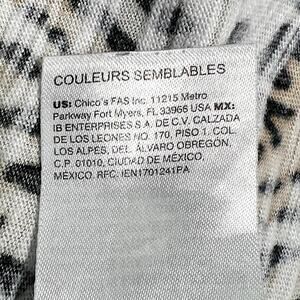 COULEURS SEMBLABLES
US: Chico's FAS Inc. 11215 Metro
Parkway Fort Myers, FL 33966 USA MX:
IB ENTERPRISES S.A. DE C.V. CALZADA
DE LOS LEONES NO. 170, PISO 1. COL.
LOS ALPES, DEL. ÁLVARO OBREGÓN,
C.P. 01010, CIUDAD DE MÉXICO,
MÉXICO. RFC: IEN1701241PA